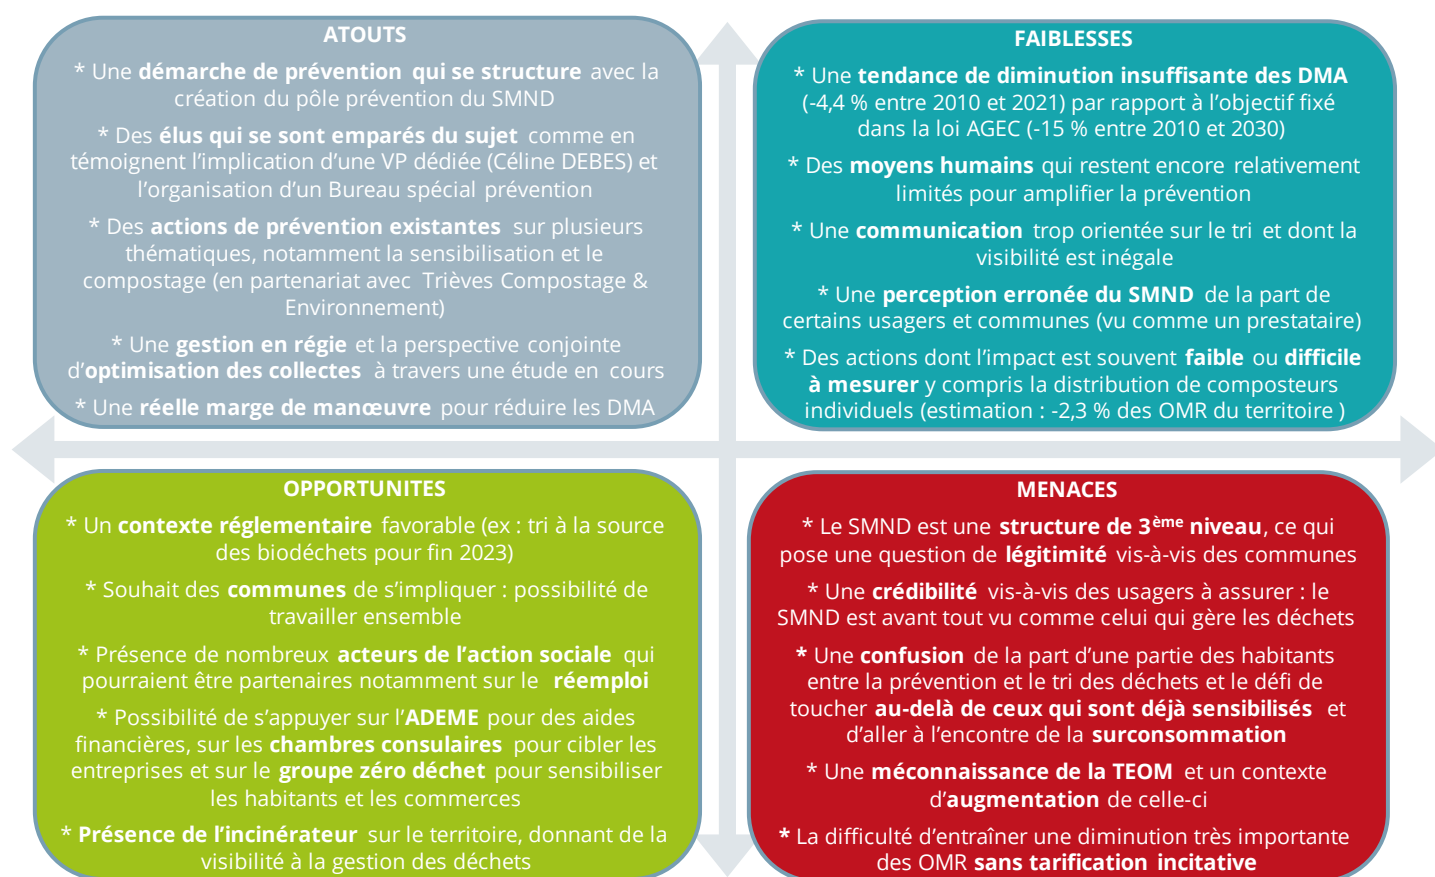 ATOUTS
* Une démarche de prévention qui se structure avec la
création du pôle prévention du SMND
* Des élus qui se sont emparés du sujet comme en
témoignent l'implication d'une VP dédiée (Céline DEBES) et
l'organisation d'un Bureau spécial prévention
* Des actions de prévention existantes sur plusieurs
thématiques, notamment la sensibilisation et le
compostage (en partenariat avec Trièves Compostage &
Environnement)
* Une gestion en régie et la perspective conjointe
d'optimisation des collectes à travers une étude en cours
* Une réelle marge de manœuvre pour réduire les DMA
FAIBLESSES
* Une tendance de diminution insuffisante des DMA
(-4,4 % entre 2010 et 2021) par rapport à l'objectif fixé
dans la loi AGEC (-15 % entre 2010 et 2030)
* Des moyens humains qui restent encore relativement
limités pour amplifier la prévention
* Une communication trop orientée sur le tri et dont la
visibilité est inégale
* Une perception erronée du SMND de la part de
certains usagers et communes (vu comme un prestataire)
* Des actions dont l'impact est souvent faible ou difficile
à mesurer y compris la distribution de composteurs
individuels (estimation : -2,3 % des OMR du territoire )
OPPORTUNITES
* Un contexte réglementaire favorable (ex : tri à la source
des biodéchets pour fin 2023)
* Souhait des communes de s'impliquer : possibilité de
travailler ensemble
* Présence de nombreux acteurs de l'action sociale qui
pourraient être partenaires notamment sur le réemploi
* Possibilité de s'appuyer sur l'ADEME pour des aides
financières, sur les chambres consulaires pour cibler les
entreprises et sur le groupe zéro déchet pour sensibiliser
les habitants et les commerces
* Présence de l'incinérateur sur le territoire, donnant de la
visibilité à la gestion des déchets
MENACES
* Le SMND est une structure de 3ème niveau, ce qui
pose une question de légitimité vis-à-vis des communes
* Une crédibilité vis-à-vis des usagers à assurer : le
SMND est avant tout vu comme celui qui gère les déchets
* Une confusion de la part d'une partie des habitants
entre la prévention et le tri des déchets et le défi de
toucher au-delà de ceux qui sont déjà sensibilisés et
d'aller à l'encontre de la surconsommation
* Une méconnaissance de la TEOM et un contexte
d'augmentation de celle-ci
* La difficulté d'entraîner une diminution très importante
des OMR sans tarification incitative